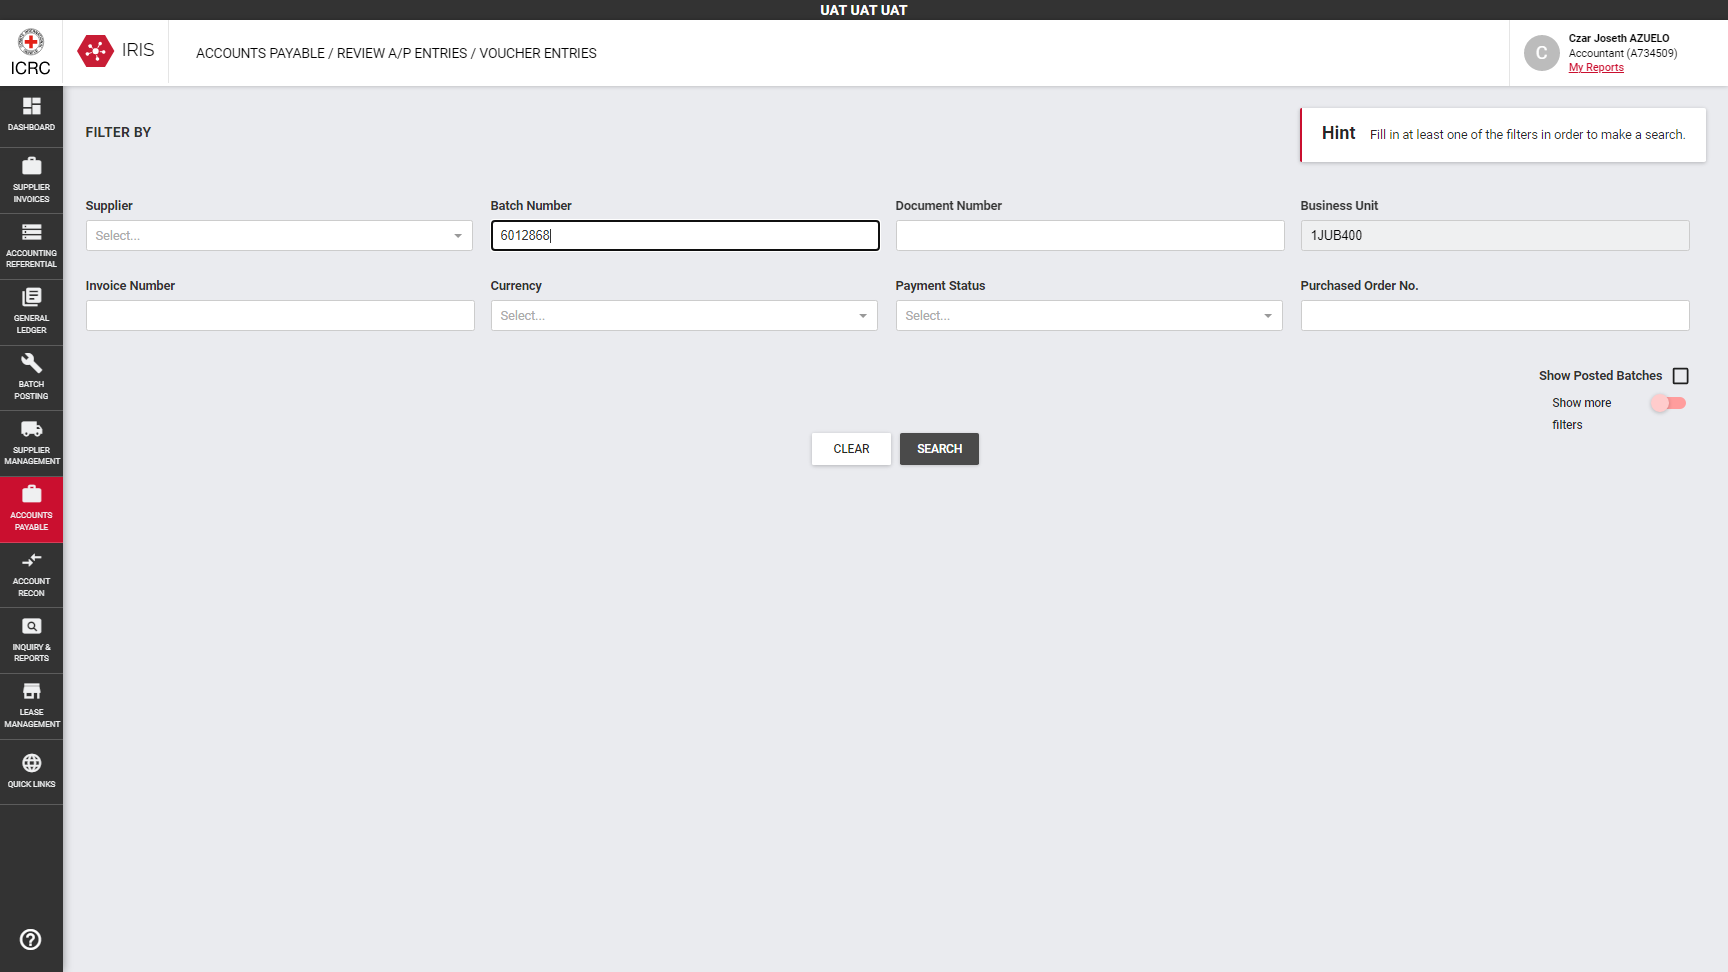 UAT UAT UAT
ICRC
IRIS
ACCOUNTS PAYABLE / REVIEW A/P ENTRIES / VOUCHER ENTRIES
C
Czar Joseth AZUELO
Accountant (A734509)
My Reports
DASHBOARD
SUPPLIER
INVOICES
ACCOUNTING
REFERENTIAL
GENERAL
LEDGER
BATCH
POSTING
SUPPLIER
MANAGEMENT
ACCOUNTS
PAYABLE
ACCOUNT
RECON
INQUIRY &
REPORTS
LEASE
MANAGEMENT
QUICK LINKS
FILTER BY
Hint Fill in at least one of the filters in order to make a search.
Supplier Batch Number Document Number Business Unit
Select... 6012868 1JUB400
Invoice Number Currency Payment Status Purchased Order No.
Select... Select...
Show Posted Batches
Show more
filters
CLEAR SEARCH